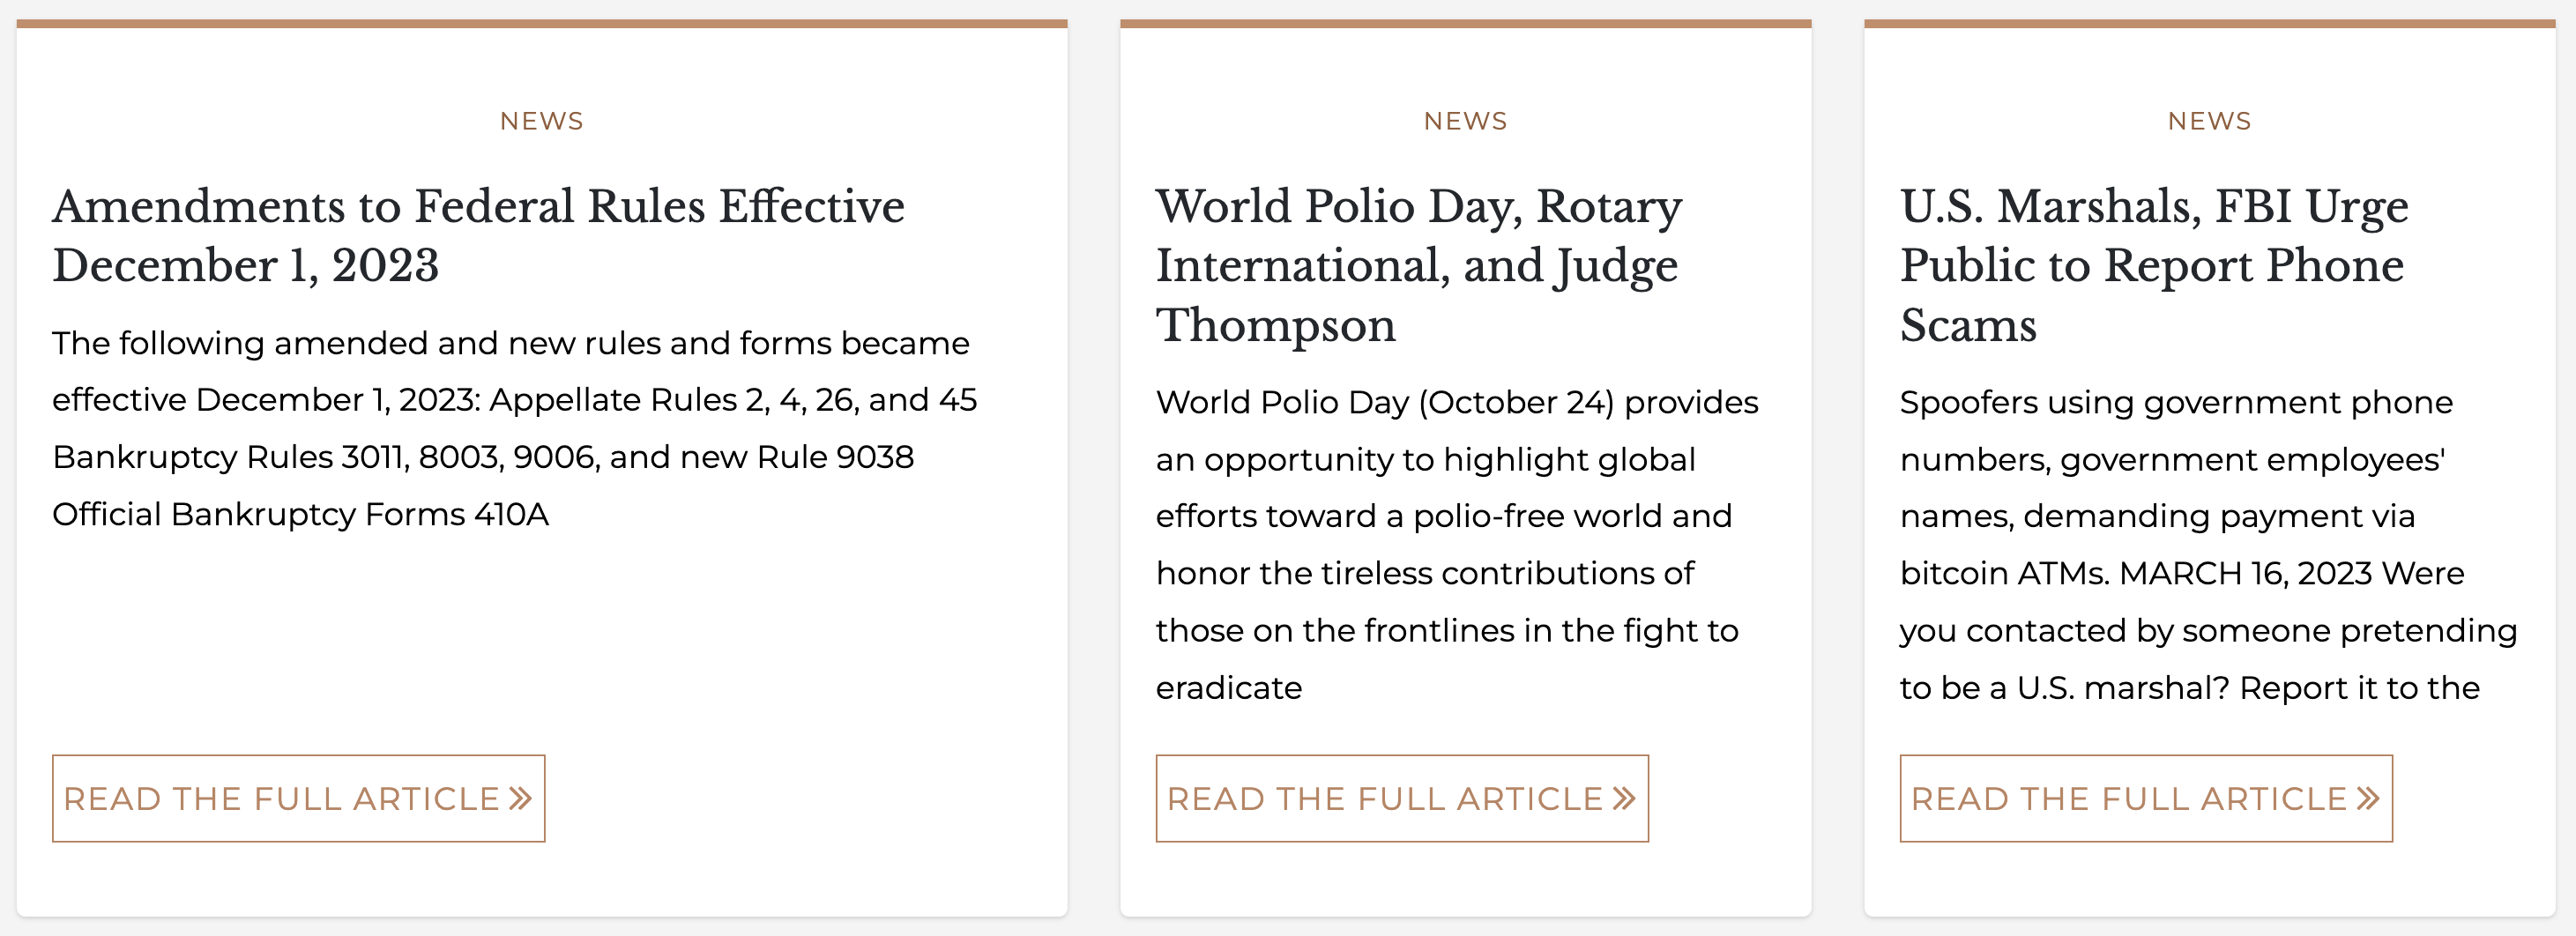 NEWS
Amendments to Federal Rules Effective
December 1, 2023
The following amended and new rules and forms became
effective December 1, 2023: Appellate Rules 2, 4, 26, and 45
Bankruptcy Rules 3011, 8003, 9006, and new Rule 9038
Official Bankruptcy Forms 410A
READ THE FULL ARTICLE »
NEWS
World Polio Day, Rotary
International, and Judge
Thompson
World Polio Day (October 24) provides
an opportunity to highlight global
efforts toward a polio-free world and
honor the tireless contributions of
those on the frontlines in the fight to
eradicate
READ THE FULL ARTICLE »
NEWS
U.S. Marshals, FBI Urge
Public to Report Phone
Scams
Spoofers using government phone
numbers, government employees'
names, demanding payment via
bitcoin ATMs. MARCH 16, 2023 Were
you contacted by someone pretending
to be a U.S. marshal? Report it to the
READ THE FULL ARTICLE »